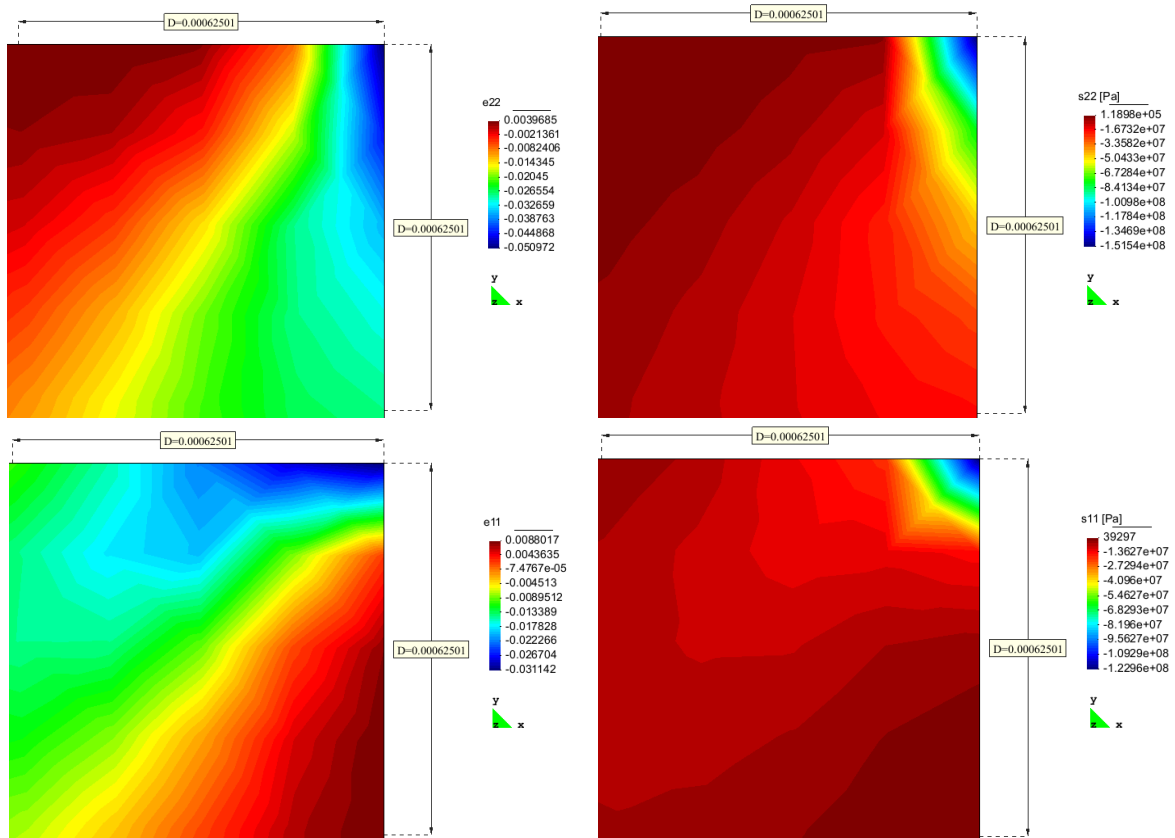 D=0.00062501
D=0.00062501
e22
0.0039685
-0.0021361
-0.0082406
-0.014345
-0.02045
-0.026554
-0.032659
-0.038763
-0.044868
-0.050972
y
z x
D=0.00062501
D=0.00062501
s22 [Pa]
1.1898e+05
-1.6732e+07
-3.3582e+07
-5.0433e+07
-6.7284e+07
-8.4134e+07
-1.0098e+08
-1.1784e+08
-1.3469e+08
-1.5154e+08
y
z x
D=0.00062501
D=0.00062501
e11
0.0088017
0.0043635
-7.4767e-05
-0.004513
-0.0089512
-0.013389
-0.017828
-0.022266
-0.026704
-0.031142
y
z x
D=0.00062501
D=0.00062501
s11 [Pa]
39297
-1.3627e+07
-2.7294e+07
-4.096e+07
-5.4627e+07
-6.8293e+07
-8.196e+07
-9.5627e+07
-1.0929e+08
-1.2296e+08
y
z x